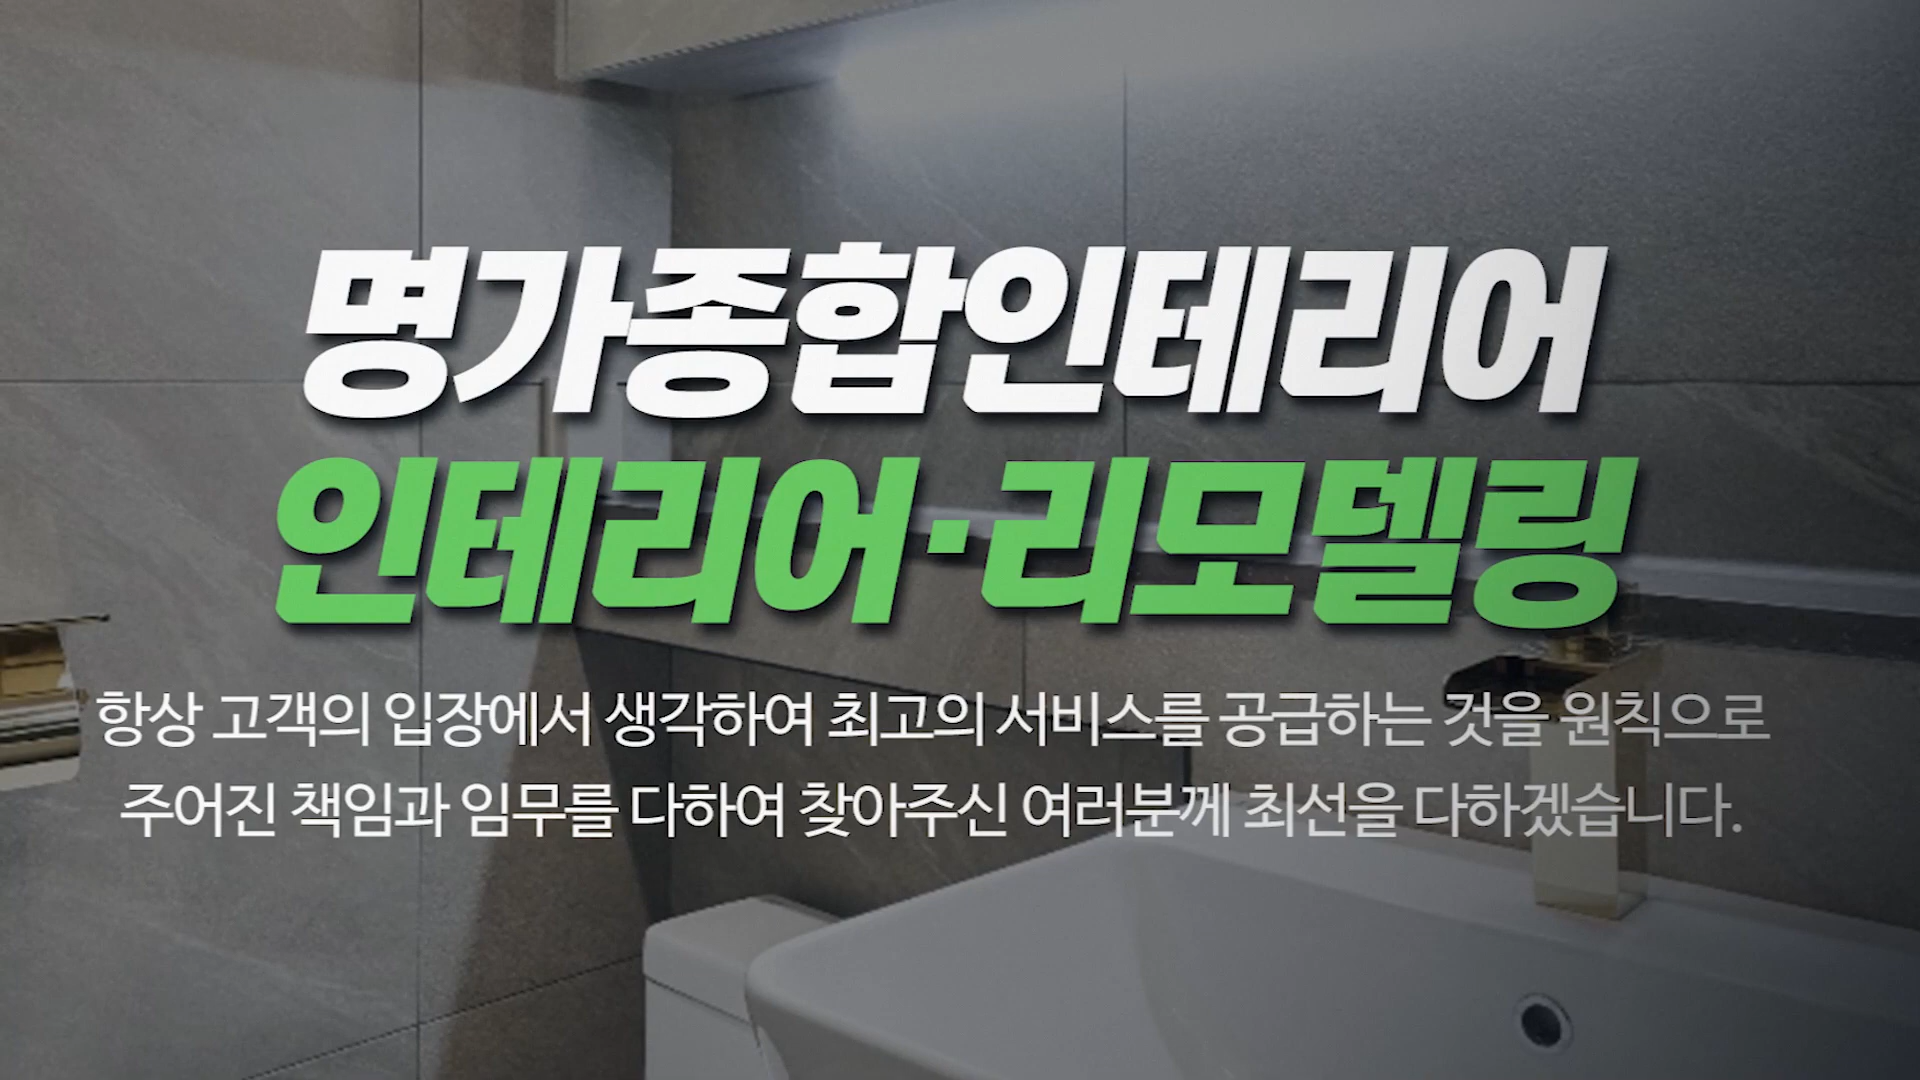 명가종합인테리어
인테리어·리모델링
항상 고객의 입장에서 생각하여 최고의 서비스를 공급하는 것을 원칙으로
주어진 책임과 임무를 다하여 찾아주신 여러분께 최선을 다하겠습니다.